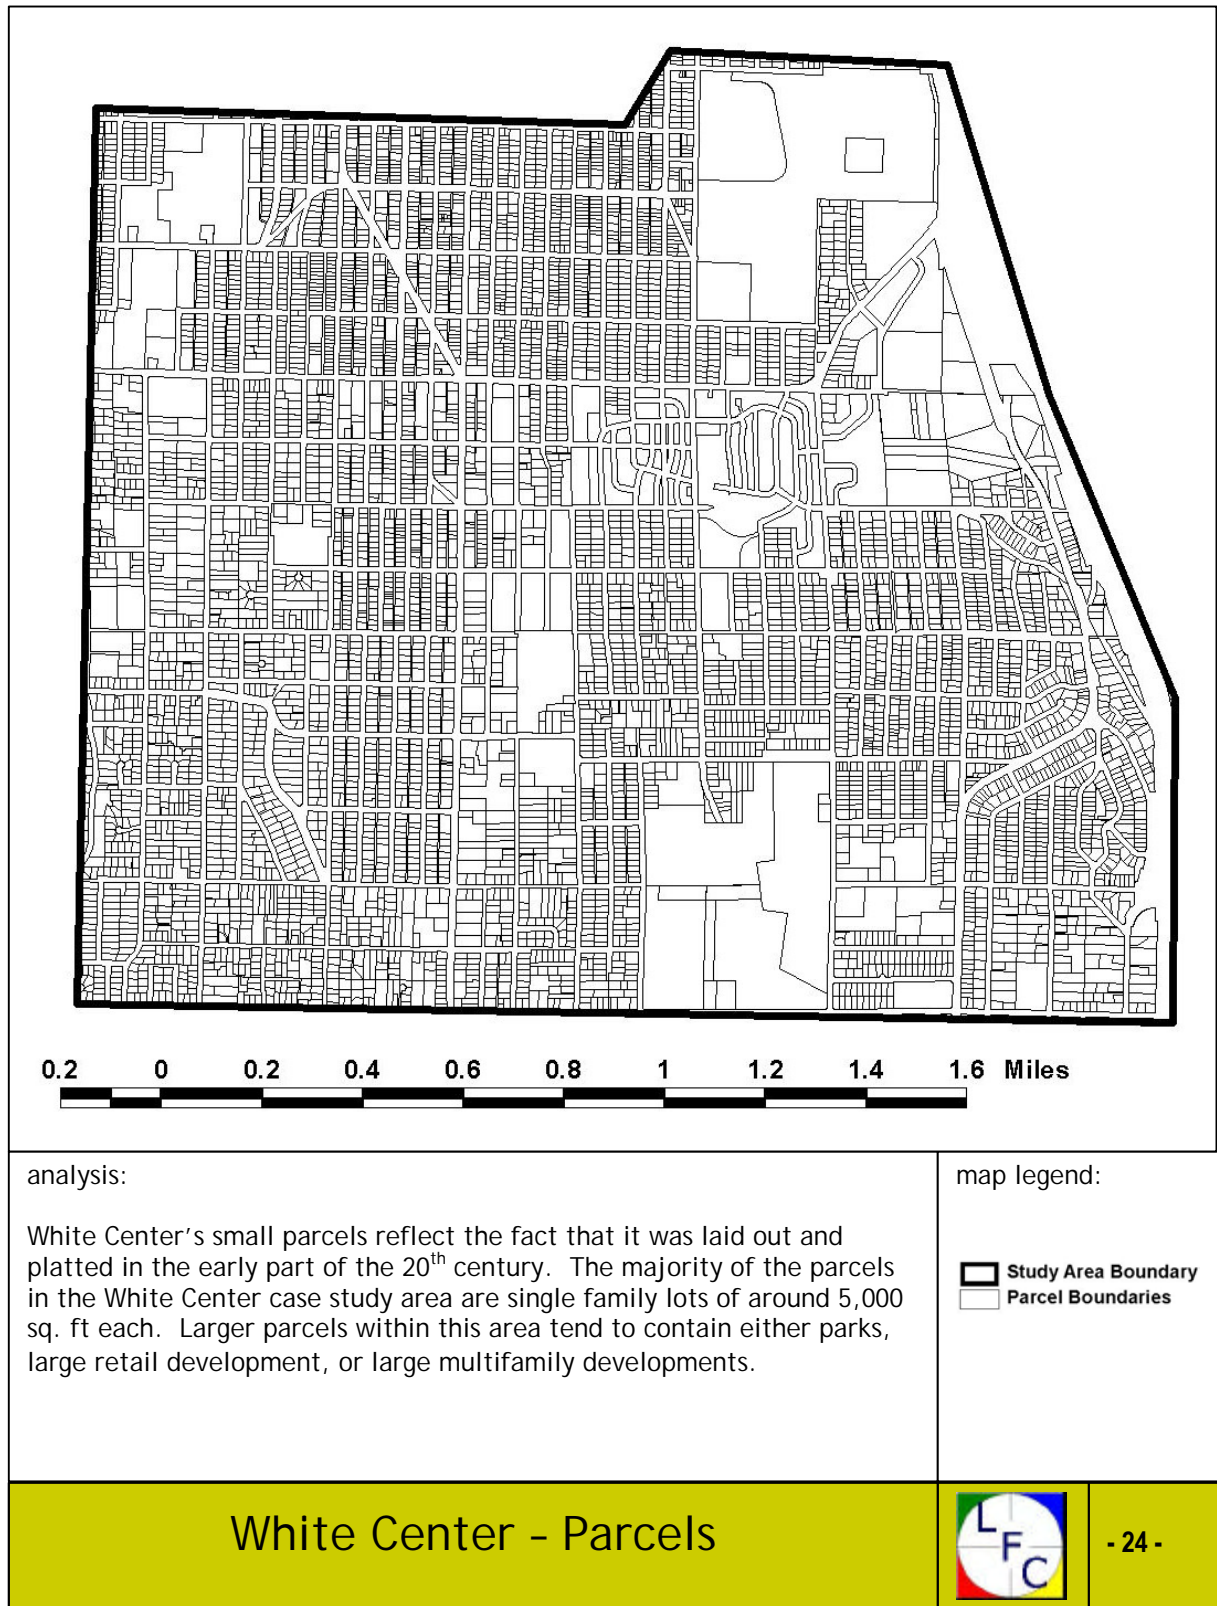 0.2 0 0.2 0.4 0.6 0.8 1 1.2 1.4 1.6 Miles
analysis:
White Center's small parcels reflect the fact that it was laid out and
platted in the early part of the 20th century. The majority of the parcels
in the White Center case study area are single family lots of around 5,000
sq. ft each. Larger parcels within this area tend to contain either parks,
large retail development, or large multifamily developments.
map legend:
Study Area Boundary
Parcel Boundaries
White Center - Parcels
L
F
C
- 24 -